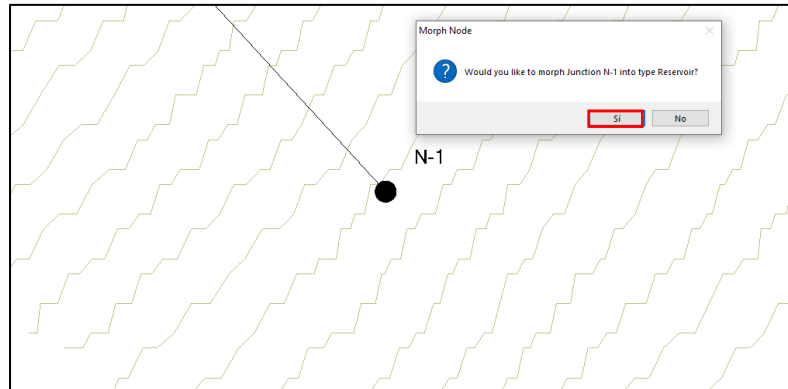 Morph Node
Would you like to morph Junction N-1 into type Reservoir?
Sí
No
N-1